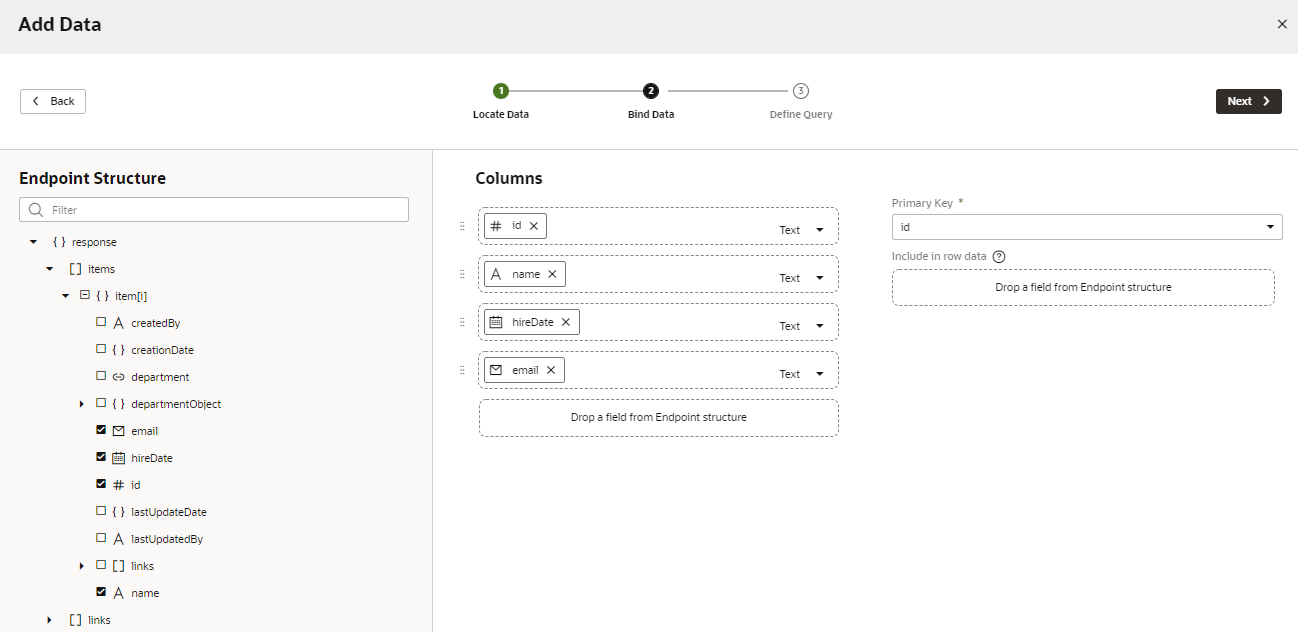 Add Data
Back
1
2
3
Locate Data
Bind Data
Define Query
Next
Endpoint Structure
Filter
{ } response
[ ] items
{ } item[i]
createdBy
{ } creationDate
department
{ } departmentObject
email
hireDate
# id
{ } lastUpdateDate
lastUpdatedBy
[ ] links
name
[ ] links
Columns
# id Text
name Text
hireDate Text
email Text
Drop a field from Endpoint structure
Primary Key *
id
Include in row data ?
Drop a field from Endpoint structure